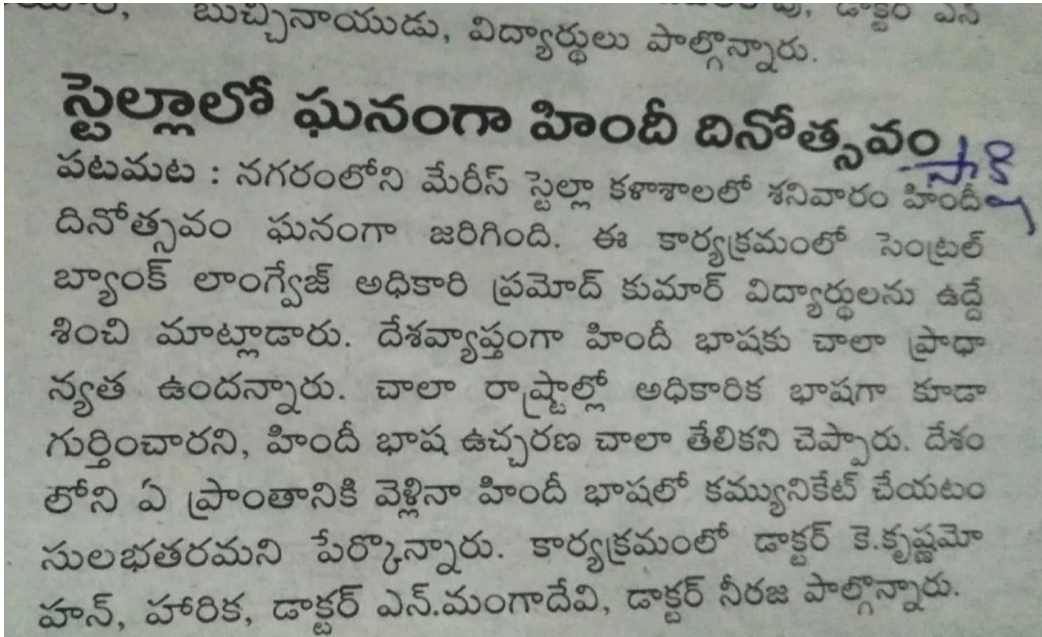 బుచ్చినాయుడు, విద్యార్థులు పాల్గొన్నారు.
స్టెల్లాలో ఘనంగా హిందీ దినోత్సవం
పటమట : నగరంలోని మేరీస్ స్టెల్లా కళాశాలలో శనివారం హిందీ
దినోత్సవం ఘనంగా జరిగింది. ఈ కార్యక్రమంలో సెంట్రల్
బ్యాంక్ లాంగ్వేజ్ అధికారి ప్రమోద్ కుమార్ విద్యార్థులను ఉద్దే
శించి మాట్లాడారు. దేశవ్యాప్తంగా హిందీ భాషకు చాలా ప్రాధా
న్యత ఉందన్నారు. చాలా రాష్ట్రాల్లో అధికారిక భాషగా కూడా
గుర్తించారని, హిందీ భాష ఉచ్చరణ చాలా తేలికని చెప్పారు. దేశం
లోని ఏ ప్రాంతానికి వెళ్లినా హిందీ భాషలో కమ్యునికేట్ చేయటం
సులభతరమని పేర్కొన్నారు. కార్యక్రమంలో డాక్టర్ కె.కృష్ణమో
హన్, హారిక, డాక్టర్ ఎన్.మంగాదేవి, డాక్టర్ నీరజ పాల్గొన్నారు.